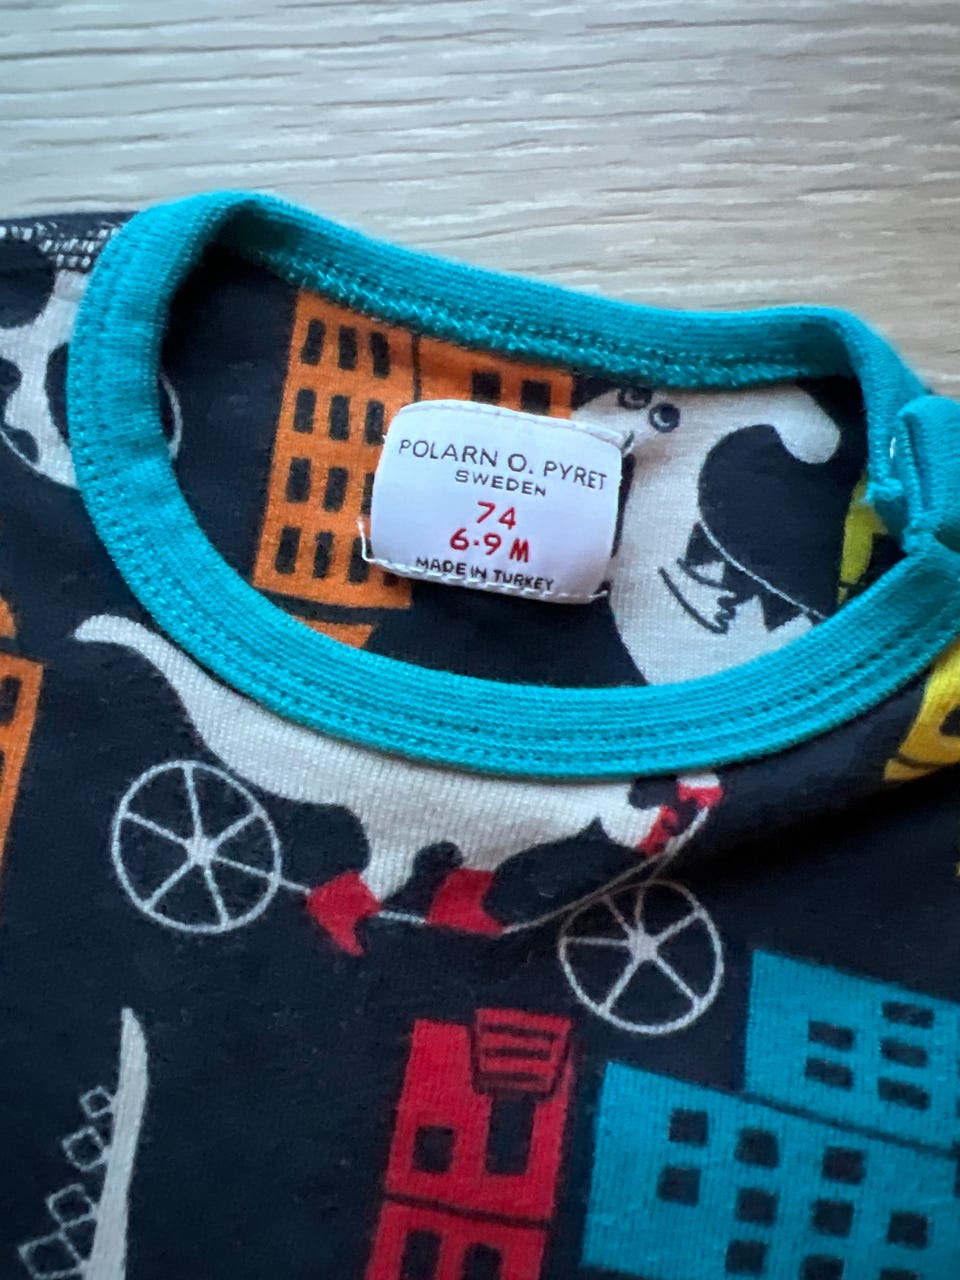 POLARN O. PYRET
SWEDEN
74
6-9 M
MADE IN TURKEY